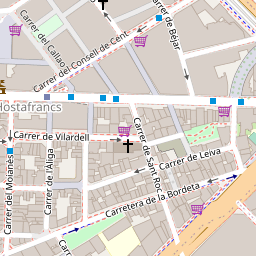 Carrer del Callao
Carrer de Béjar
Carrer del Consell de Cent
Hostafrancs
Carrer de Vilardell
Carrer de Sant Roc
Carrer de Leiva
Carrer del Moianès
Carrer de l'Àliga
Carretera de la Bordeta